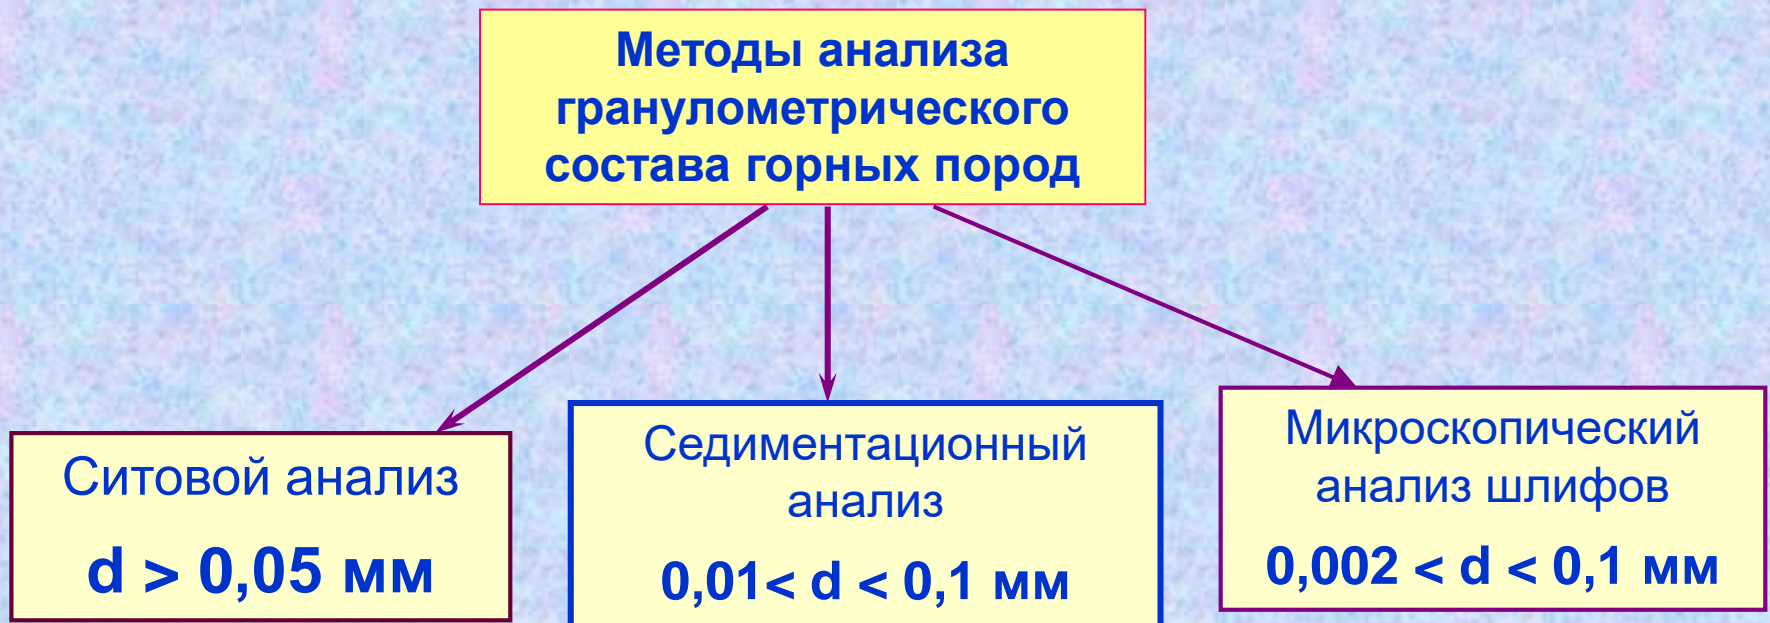 Методы анализа
гранулометрического
состава горных пород
Ситовой анализ
d > 0,05 мм
Седиментационный
анализ
0,01< d < 0,1 мм
Микроскопический
анализ шлифов
0,002 < d < 0,1 мм